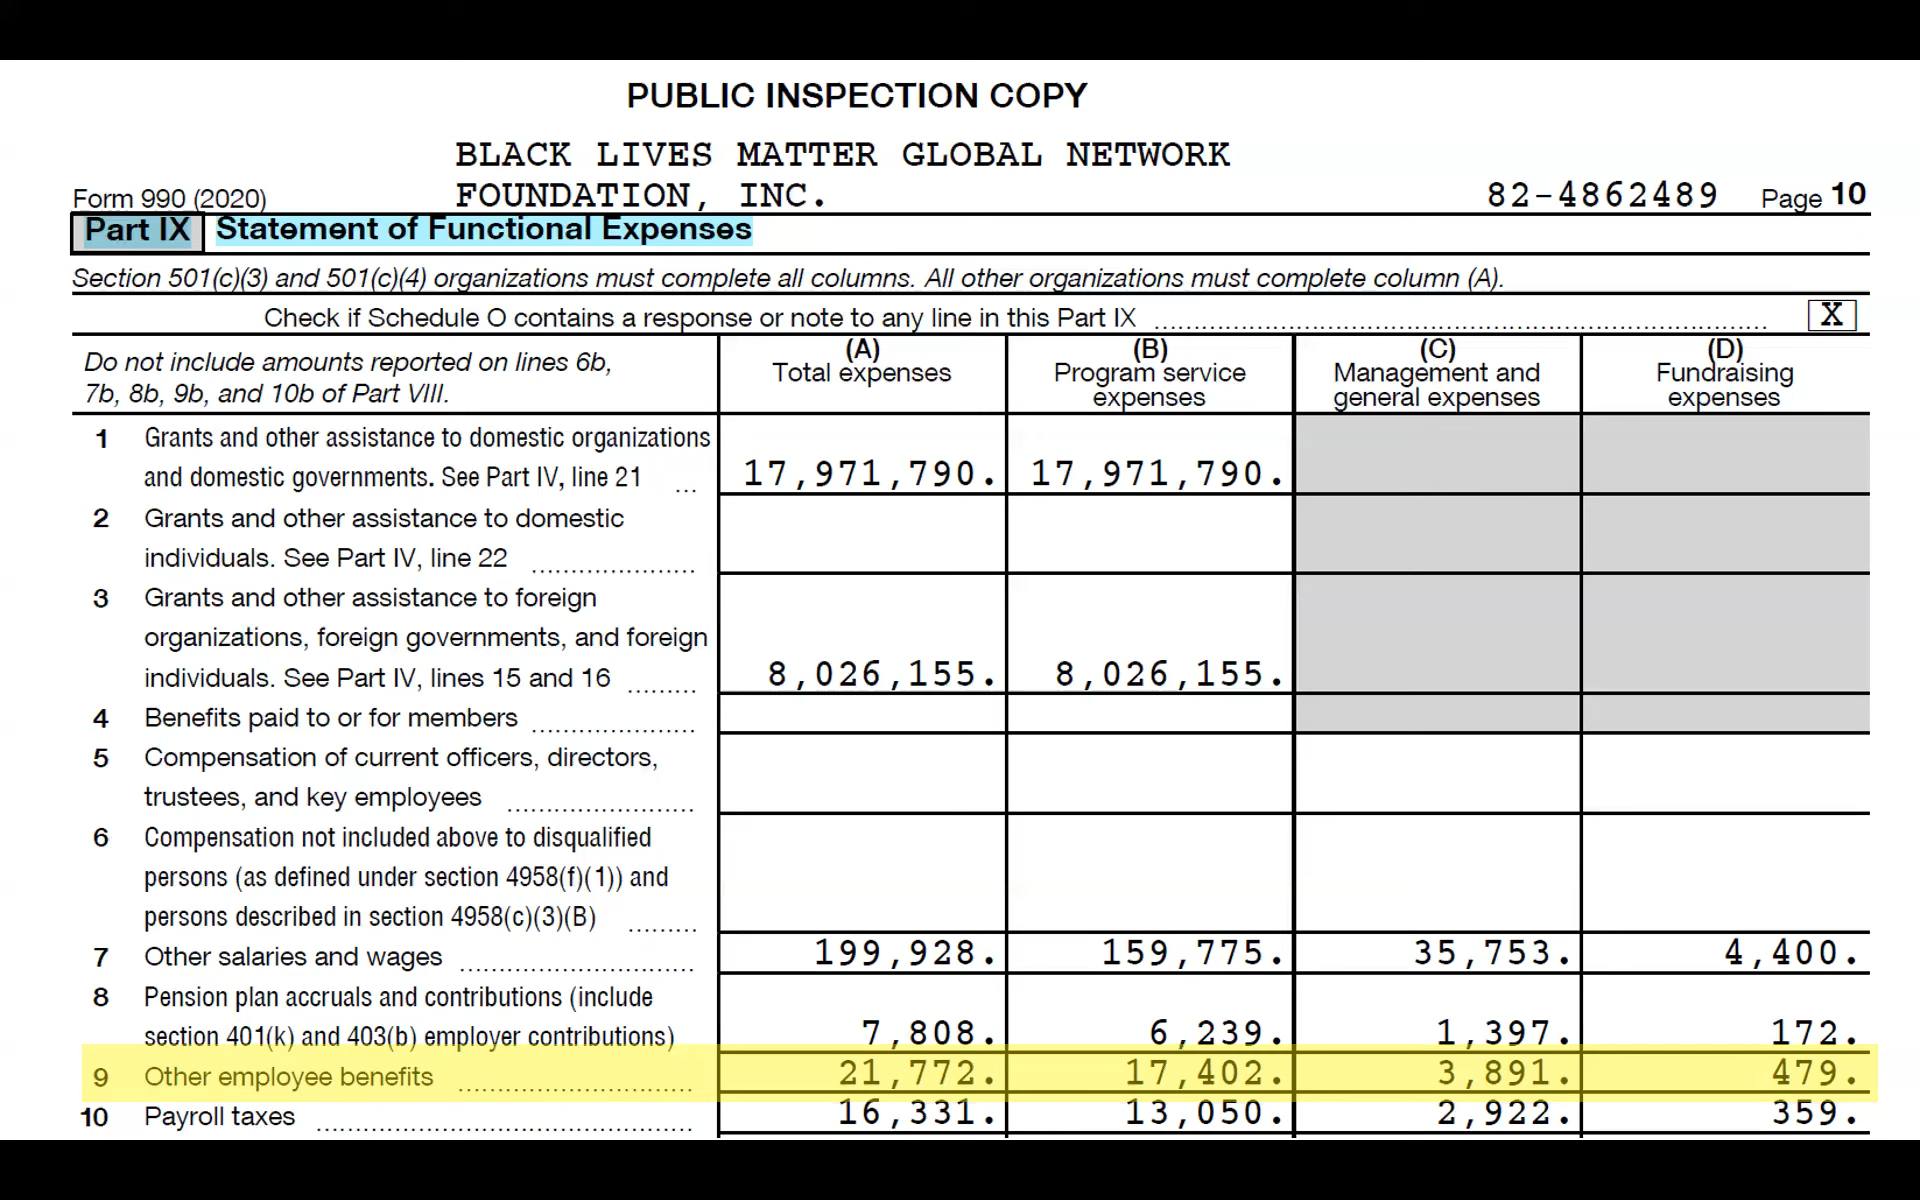 PUBLIC INSPECTION COPY
BLACK LIVES MATTER GLOBAL NETWORK
Form 990 (2020) FOUNDATION, INC. 82-4862489 Page 10
Part IX Statement of Functional Expenses
Section 501(c)(3) and 501(c)(4) organizations must complete all columns. All other organizations must complete column (A).
Check if Schedule O contains a response or note to any line in this Part IX X
Do not include amounts reported on lines 6b,
7b, 8b, 9b, and 10b of Part VIII.
(A)
Total expenses
(B)
Program service
expenses
(C)
Management and
general expenses
(D)
Fundraising
expenses
1 Grants and other assistance to domestic organizations
and domestic governments. See Part IV, line 21 ... 17,971,790. 17,971,790.
2 Grants and other assistance to domestic
individuals. See Part IV, line 22
3 Grants and other assistance to foreign
organizations, foreign governments, and foreign
individuals. See Part IV, lines 15 and 16 8,026,155. 8,026,155.
4 Benefits paid to or for members
5 Compensation of current officers, directors,
trustees, and key employees
6 Compensation not included above to disqualified
persons (as defined under section 4958(f)(1)) and
persons described in section 4958(c)(3)(B)
7 Other salaries and wages 199,928. 159,775. 35,753. 4,400.
8 Pension plan accruals and contributions (include
section 401(k) and 403(b) employer contributions) 7,808. 6,239. 1,397. 172.
9 Other employee benefits 21,772. 17,402. 3,891. 479.
10 Payroll taxes 16,331. 13,050. 2,922. 359.